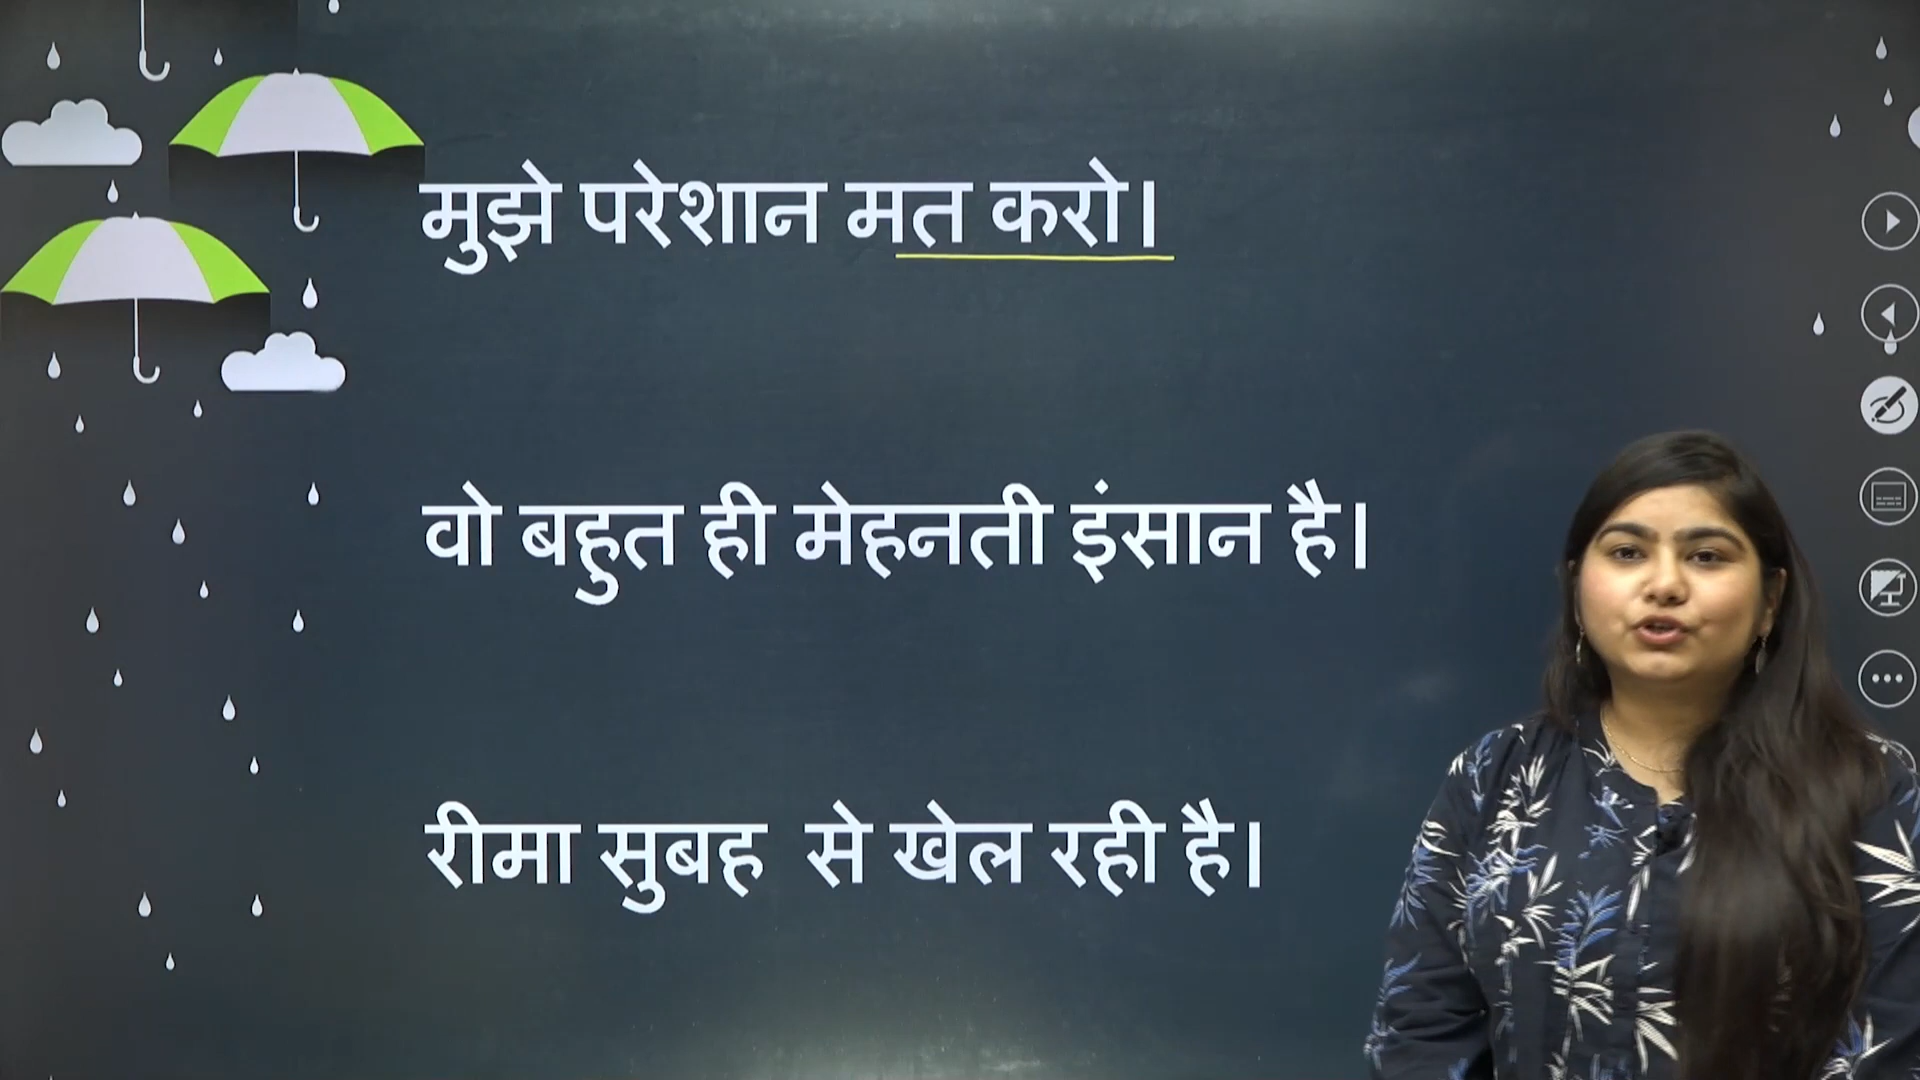 मुझे परेशान मत करो।
वो बहुत ही मेहनती इंसान है।
रीमा सुबह से खेल रही है।